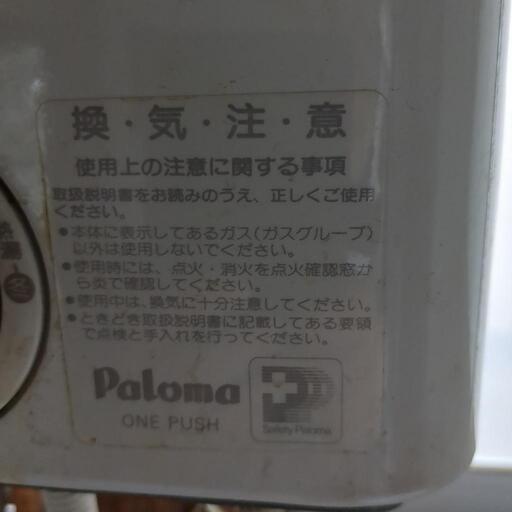 換・気・注・意
使用上の注意に関する事項
取扱説明書をお読みのうえ、正しくご使用
ください。
●本体に表示してあるガス(ガスグループ)
以外は使用しないでください。
●使用時には、点火・消火を点火確認窓か
ら炎で確認してください。
●使用中は、換気に十分注意してください。
●ときどき取扱説明書に記載してある要領
で点検と手入れを行ってください。
Paloma
ONE PUSH
Safety Paloma
熱湯
冬